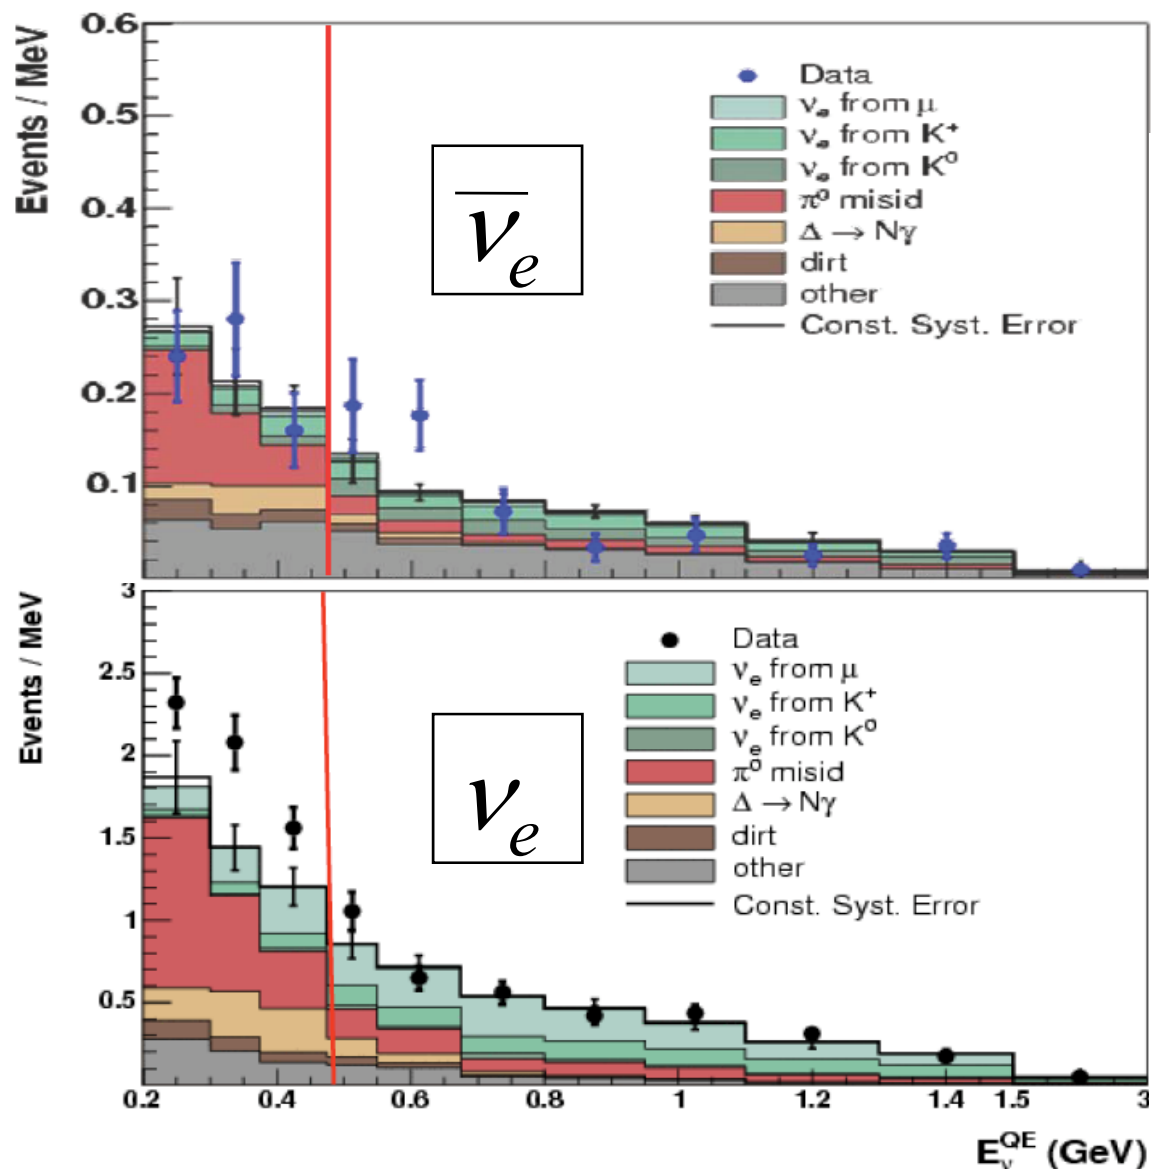 0.6
0.5
0.4
0.3
0.2
0.1
Events / MeV
ν̅e
Data
νe from μ
νe from K⁺
νe from K⁰
π⁰ misid
Δ → Nγ
dirt
other
Const. Syst. Error
3
2.5
2
1.5
1
0.5
Events / MeV
νe
Data
νe from μ
νe from K⁺
νe from K⁰
π⁰ misid
Δ → Nγ
dirt
other
Const. Syst. Error
0.2 0.4 0.6 0.8 1 1.2 1.4 1.5 3
EνQE (GeV)